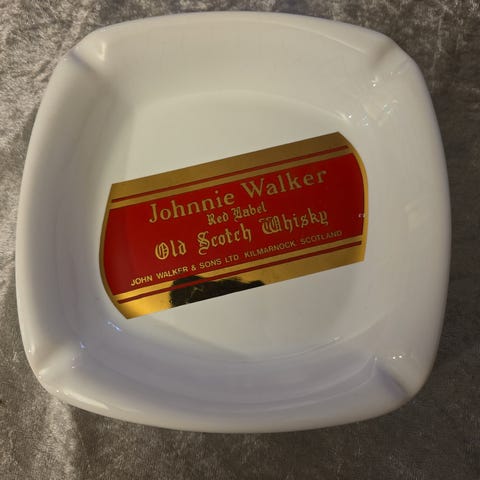 Johnnie Walker
Red Label
Old Scotch Whisky
JOHN WALKER & SONS LTD. KILMARNOCK SCOTLAND